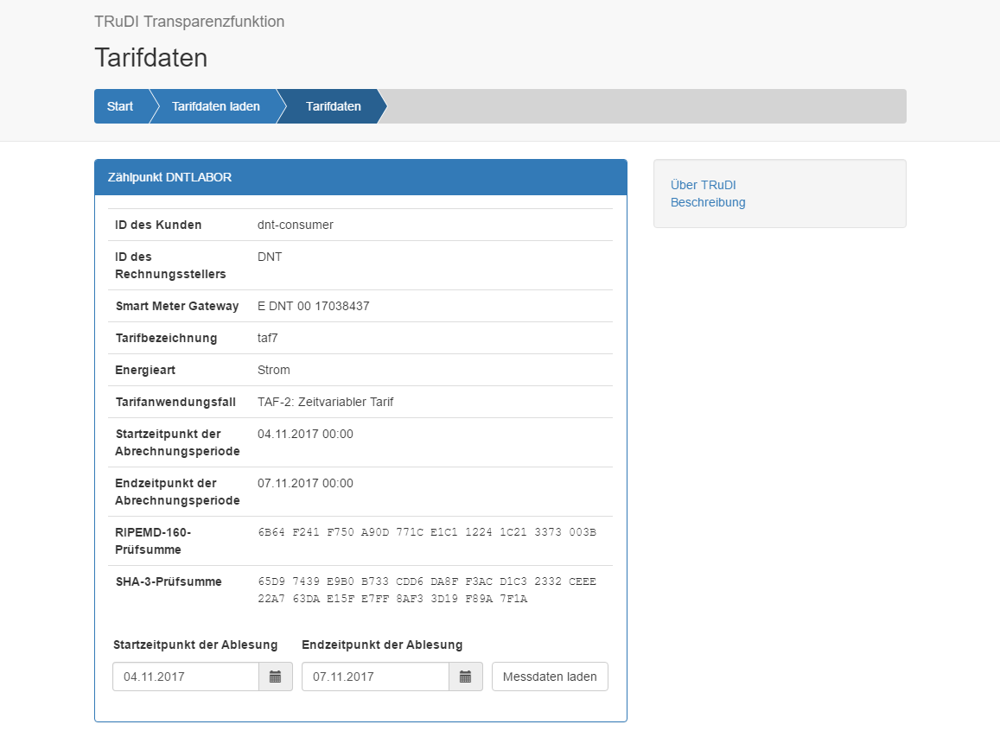 TRuDI Transparenzfunktion
Tarifdaten
Start Tarifdaten laden Tarifdaten
Zählpunkt DNTLABOR
Über TRuDI
Beschreibung
ID des Kunden dnt-consumer
ID des DNT
Rechnungsstellers
Smart Meter Gateway E DNT 00 17038437
Tarifbezeichnung taf7
Energieart Strom
Tarifanwendungsfall TAF-2: Zeitvariabler Tarif
Startzeitpunkt der 04.11.2017 00:00
Abrechnungsperiode
Endzeitpunkt der 07.11.2017 00:00
Abrechnungsperiode
RIPEMD-160- 6B64 F241 F750 A90D 771C E1C1 1224 1C21 3373 003B
Prüfsumme
SHA-3-Prüfsumme 65D9 7439 E9B0 B733 CDD6 DA8F F3AC D1C3 2332 CEEE
22A7 63DA E15F E7FF 8AF3 3D19 F89A 7F1A
Startzeitpunkt der Ablesung Endzeitpunkt der Ablesung
04.11.2017 07.11.2017 Messdaten laden